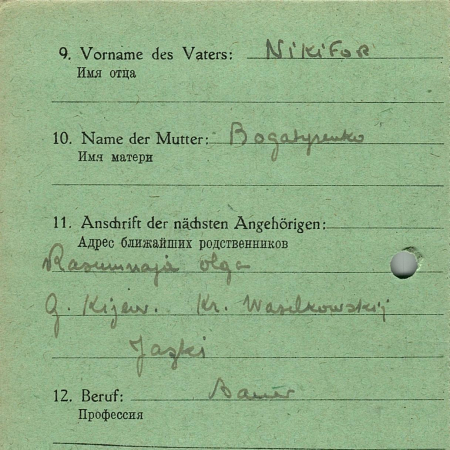 9. Vorname des Vaters: Nikifor
Имя отца
10. Name der Mutter: Bogatyrenko
Имя матери
11. Anschrift der nächsten Angehörigen:
Адрес ближайших родственников
Rasumnaja olga
G. Kijew. Kr. Wasilkowskij
Jazki
12. Beruf: Bauer
Профессия